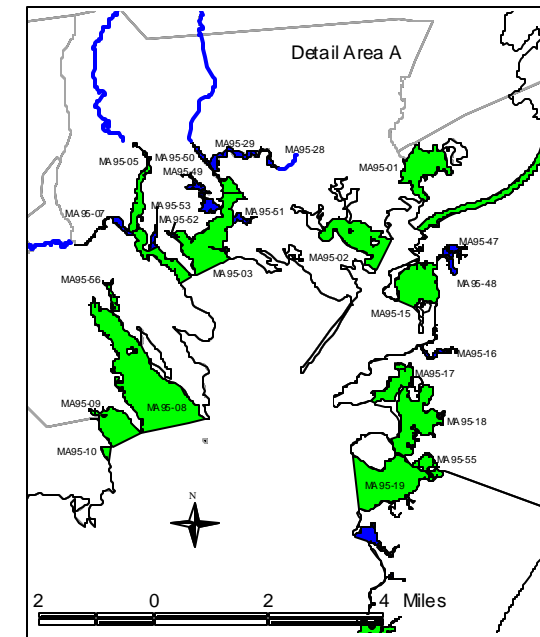 Detail Area A
MA95-29
MA95-50
MA95-28
MA95-05
MA95-49
MA95-01
MA95-53
MA95-51
MA95-07
MA95-52
MA95-47
MA95-02
MA95-03
MA95-56
MA95-48
MA95-15
MA95-16
MA95-17
MA95-09
MA95-08
MA95-18
MA95-10
MA95-55
MA95-19
N
2 0 2 4 Miles